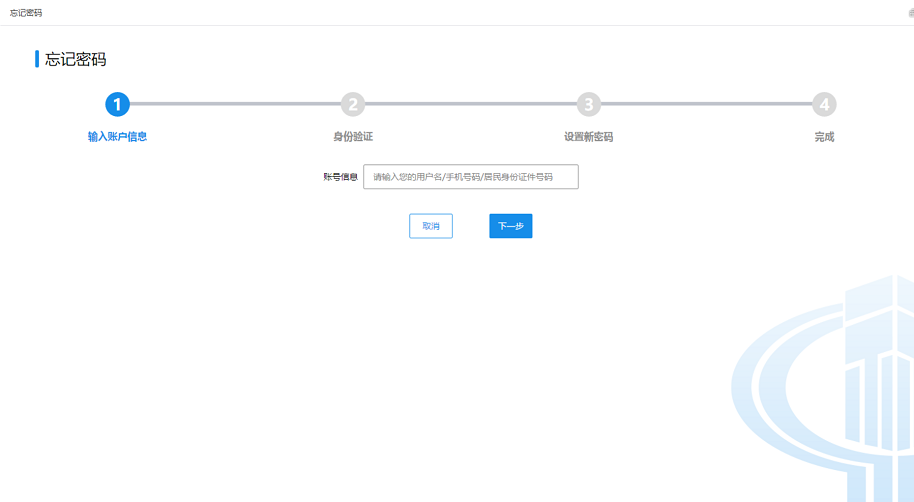 忘记密码
忘记密码
1 2 3 4
输入账户信息 身份验证 设置新密码 完成
账号信息 请输入您的用户名/手机号码/居民身份证件号码
取消 下一步